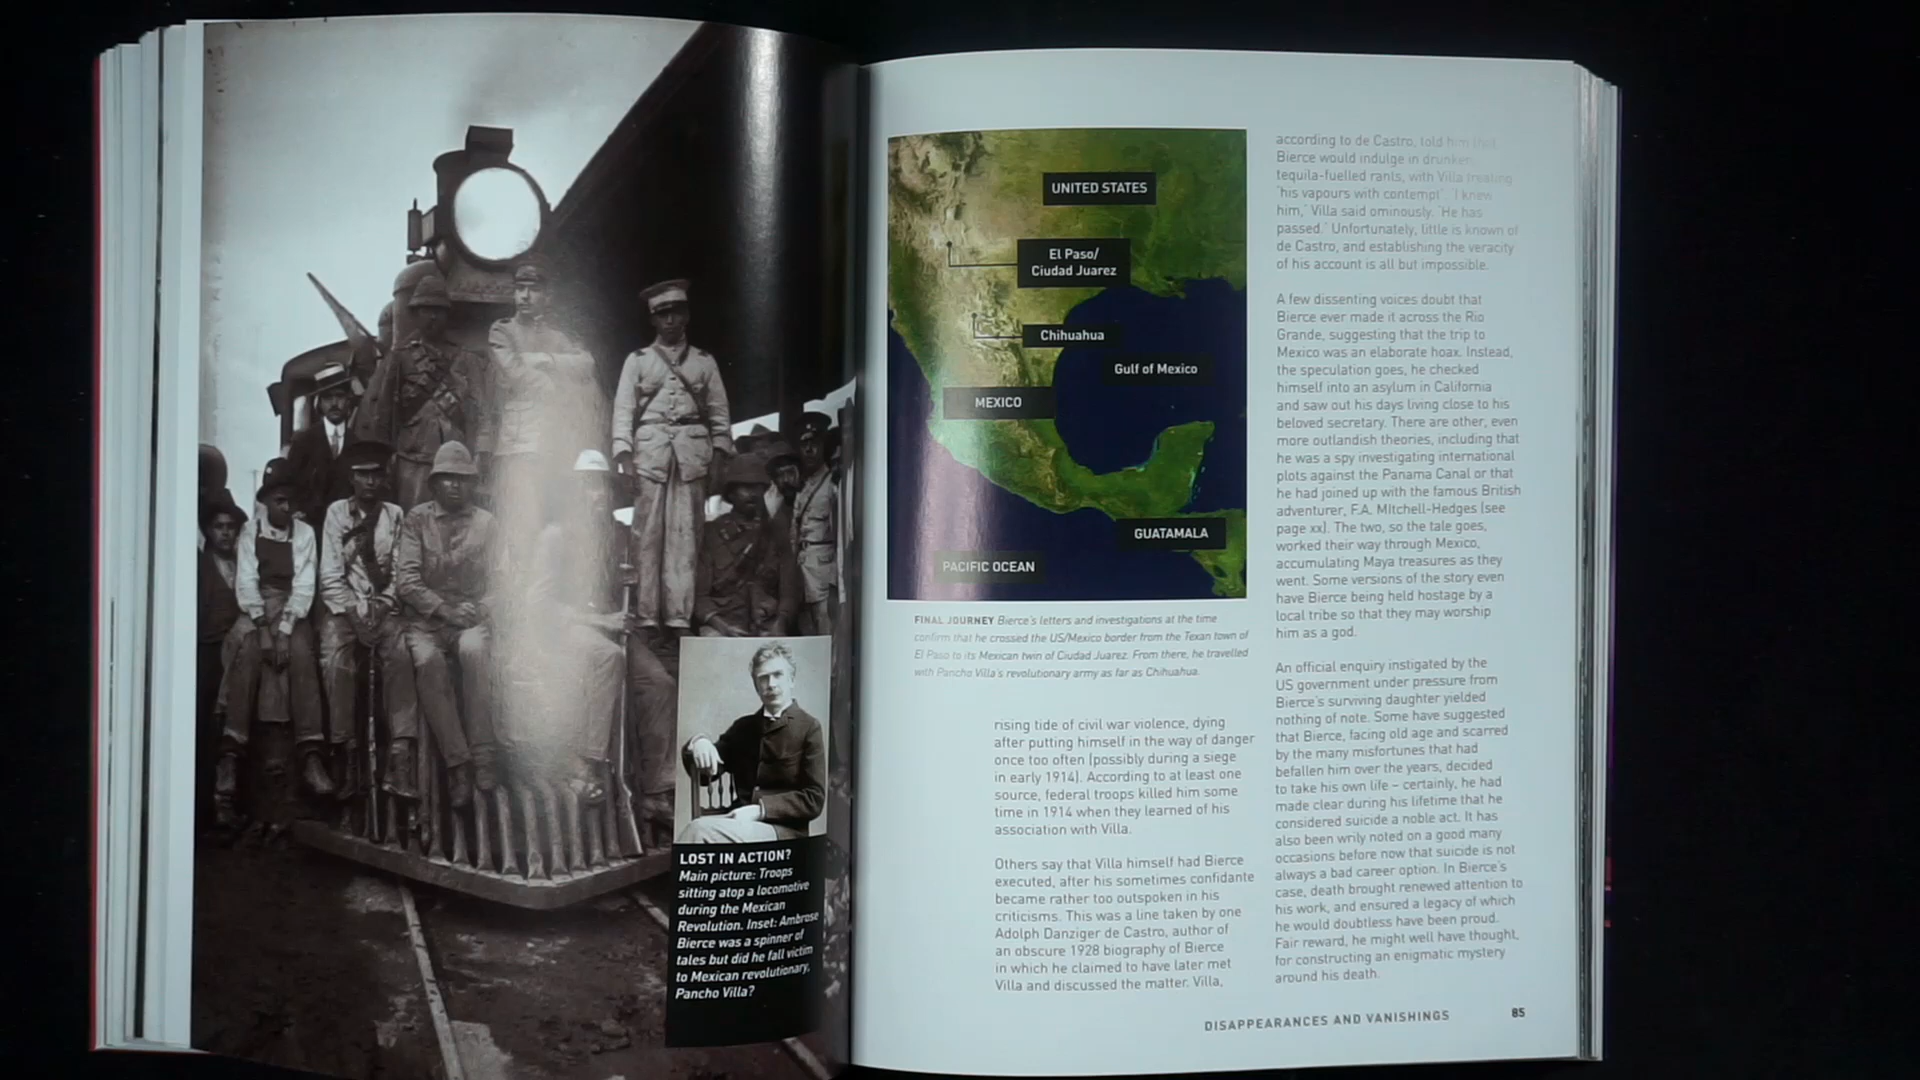 LOST IN ACTION?
Main picture: Troops
sitting atop a locomotive
during the Mexican
Revolution. Inset: Ambrose
Bierce was a spinner of
tales but did he fall victim
to Mexican revolutionary,
Pancho Villa?
UNITED STATES
El Paso/
Ciudad Juarez
Chihuahua
Gulf of Mexico
MEXICO
GUATAMALA
PACIFIC OCEAN
FINAL JOURNEY Bierce's letters and investigations at the time
confirm that he crossed the US/Mexico border from the Texan town of
El Paso to its Mexican twin of Ciudad Juarez. From there, he travelled
with Pancho Villa's revolutionary army as far as Chihuahua.
rising tide of civil war violence, dying
after putting himself in the way of danger
once too often (possibly during a siege
in early 1914). According to at least one
source, federal troops killed him some
time in 1914 when they learned of his
association with Villa.
Others say that Villa himself had Bierce
executed, after his sometimes confidante
became rather too outspoken in his
criticisms. This was a line taken by one
Adolph Danziger de Castro, author of
an obscure 1928 biography of Bierce
in which he claimed to have later met
Villa and discussed the matter. Villa,
according to de Castro, told him that
Bierce would indulge in drunken,
tequila-fuelled rants, with Villa treating
'his vapours with contempt'. 'I knew
him,' Villa said ominously. 'He has
passed.' Unfortunately, little is known of
de Castro, and establishing the veracity
of his account is all but impossible.
A few dissenting voices doubt that
Bierce ever made it across the Rio
Grande, suggesting that the trip to
Mexico was an elaborate hoax. Instead,
the speculation goes, he checked
himself into an asylum in California
and saw out his days living close to his
beloved secretary. There are other, even
more outlandish theories, including that
he was a spy investigating international
plots against the Panama Canal or that
he had joined up with the famous British
adventurer, F.A. MItchell-Hedges (see
page xx). The two, so the tale goes,
worked their way through Mexico,
accumulating Maya treasures as they
went. Some versions of the story even
have Bierce being held hostage by a
local tribe so that they may worship
him as a god.
An official enquiry instigated by the
US government under pressure from
Bierce's surviving daughter yielded
nothing of note. Some have suggested
that Bierce, facing old age and scarred
by the many misfortunes that had
befallen him over the years, decided
to take his own life – certainly, he had
made clear during his lifetime that he
considered suicide a noble act. It has
also been wrily noted on a good many
occasions before now that suicide is not
always a bad career option. In Bierce's
case, death brought renewed attention to
his work, and ensured a legacy of which
he would doubtless have been proud.
Fair reward, he might well have thought,
for constructing an enigmatic mystery
around his death.
DISAPPEARANCES AND VANISHINGS 85